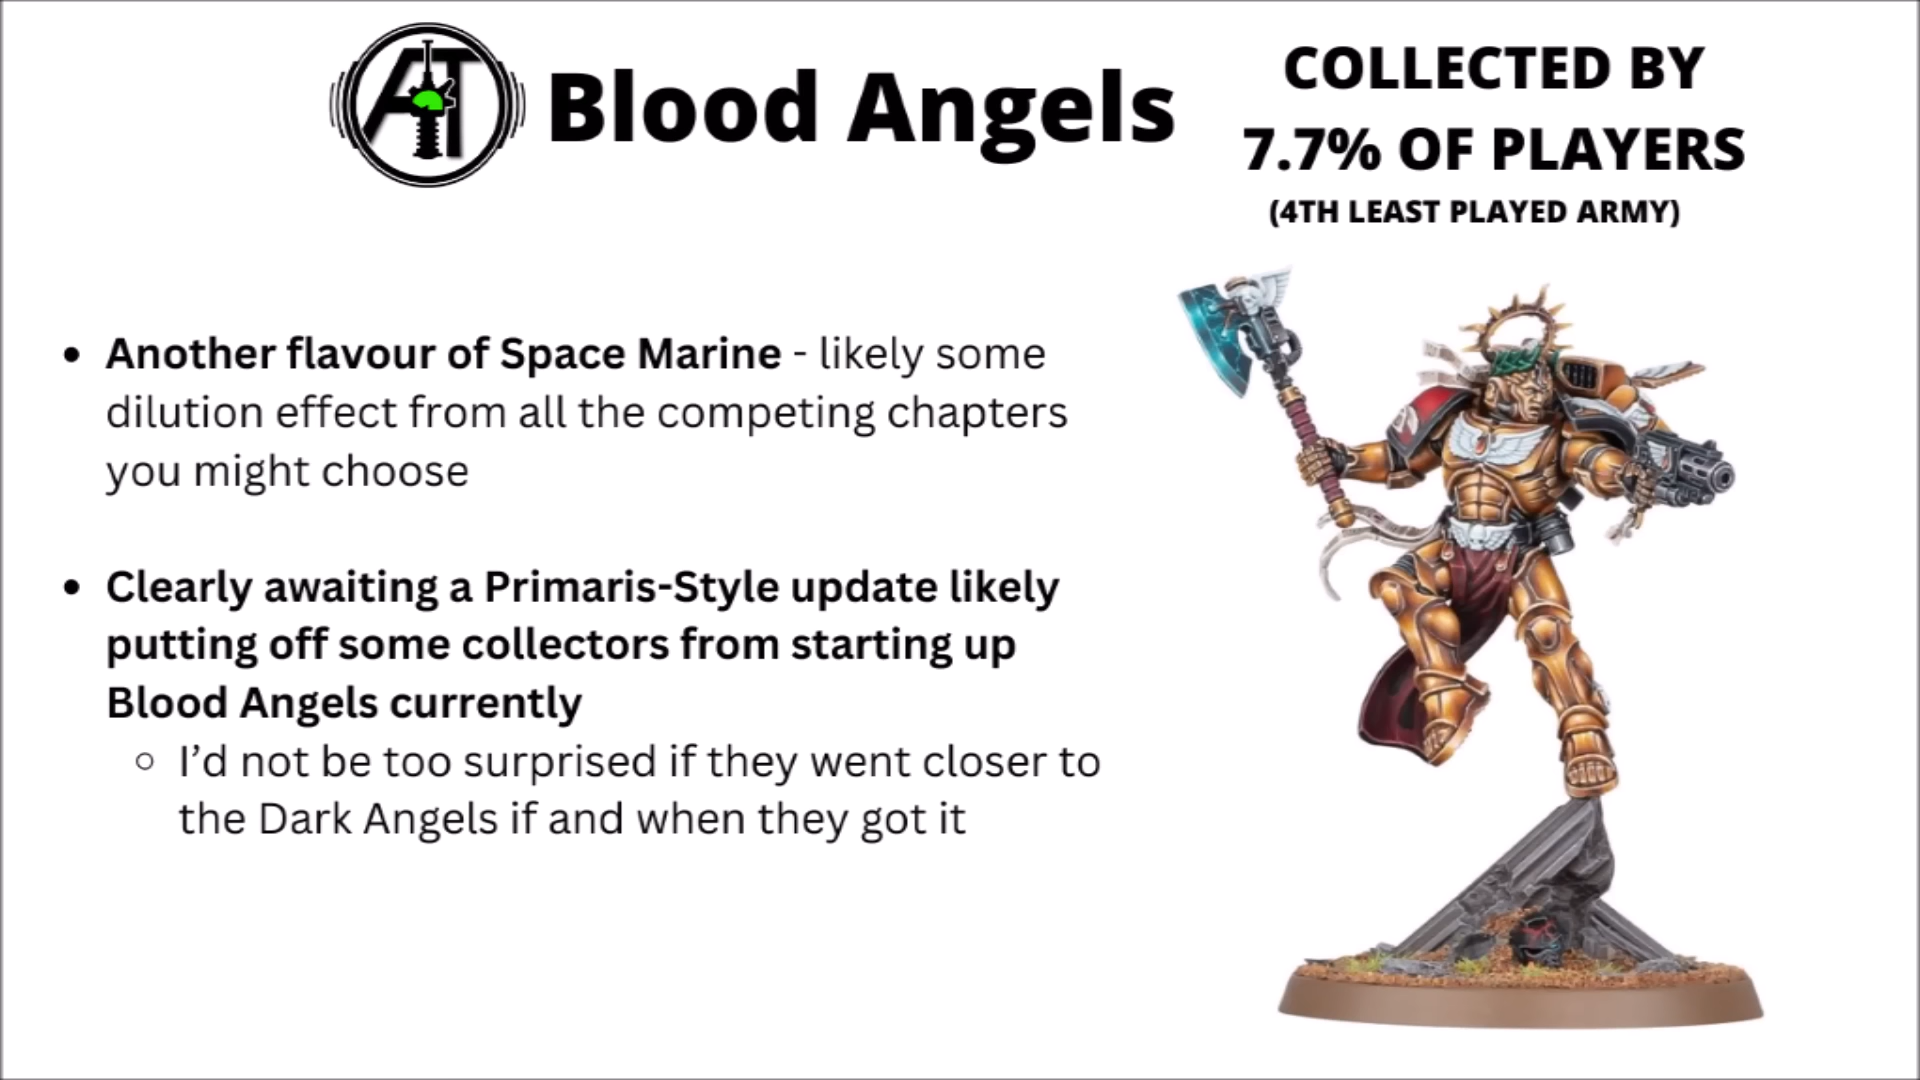 AT
Blood Angels
COLLECTED BY
7.7% OF PLAYERS
(4TH LEAST PLAYED ARMY)
• Another flavour of Space Marine - likely some
dilution effect from all the competing chapters
you might choose
• Clearly awaiting a Primaris-Style update likely
putting off some collectors from starting up
Blood Angels currently
○ I’d not be too surprised if they went closer to
the Dark Angels if and when they got it